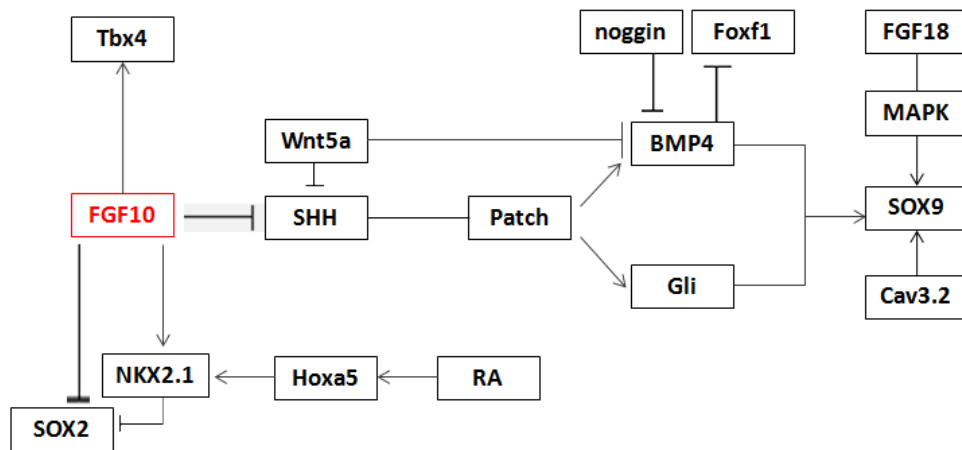 Tbx4
noggin
Foxf1
FGF18
MAPK
Wnt5a
BMP4
FGF10
SHH
Patch
SOX9
Gli
Cav3.2
NKX2.1
Hoxa5
RA
SOX2